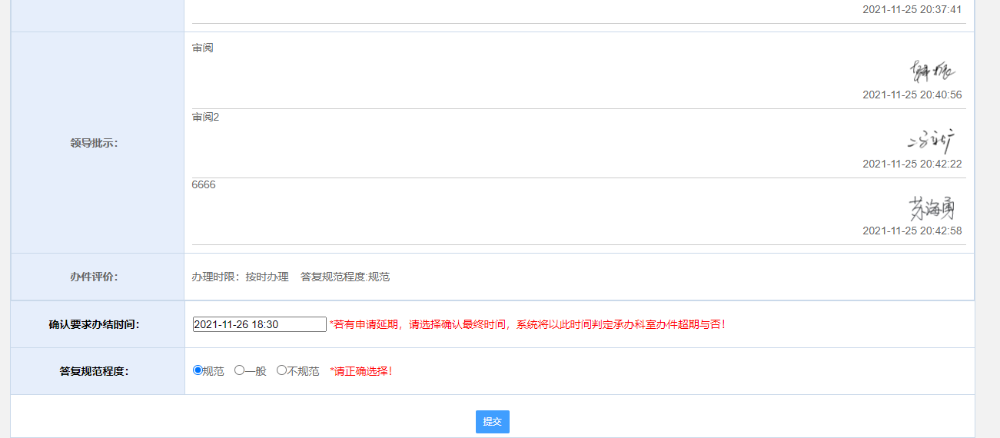 2021-11-25 20:37:41
审阅
2021-11-25 20:40:56
审阅2
2021-11-25 20:42:22
领导批示：
6666
苏海勇
2021-11-25 20:42:58
办件评价：
办理时限：按时办理 答复规范程度:规范
确认要求办结时间：
2021-11-26 18:30 *若有申请延期，请选择确认最终时间，系统将以此时间判定承办科室办件超期与否！
答复规范程度：
规范 一般 不规范 *请正确选择！
提交